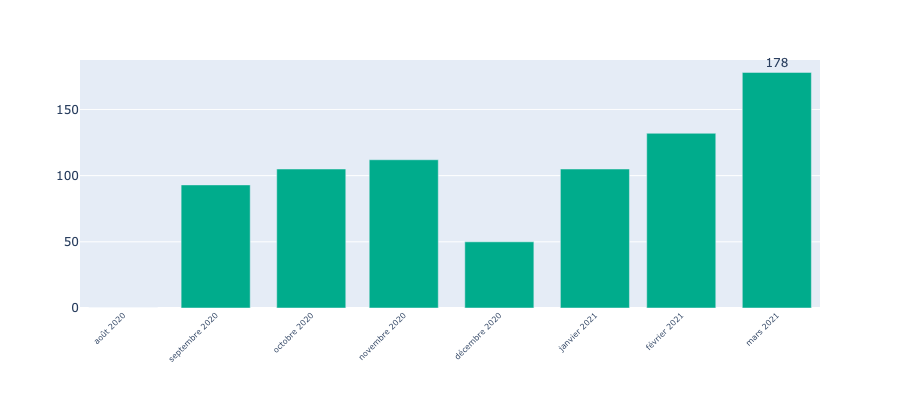 178
150
100
50
0
août 2020
septembre 2020
octobre 2020
novembre 2020
décembre 2020
janvier 2021
février 2021
mars 2021